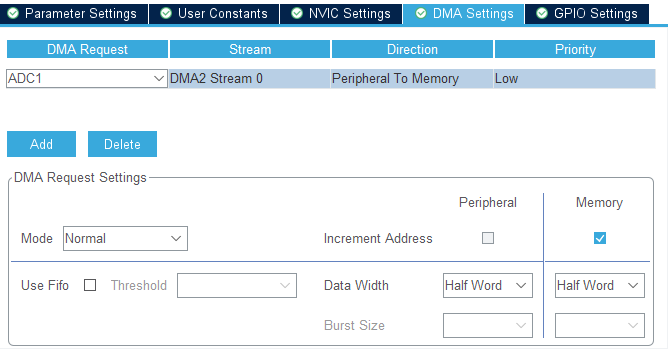 Parameter Settings User Constants NVIC Settings DMA Settings GPIO Settings
DMA Request Stream Direction Priority
ADC1 DMA2 Stream 0 Peripheral To Memory Low
Add Delete
DMA Request Settings
Peripheral Memory
Mode Normal Increment Address
Use Fifo Threshold Data Width Half Word Half Word
Burst Size